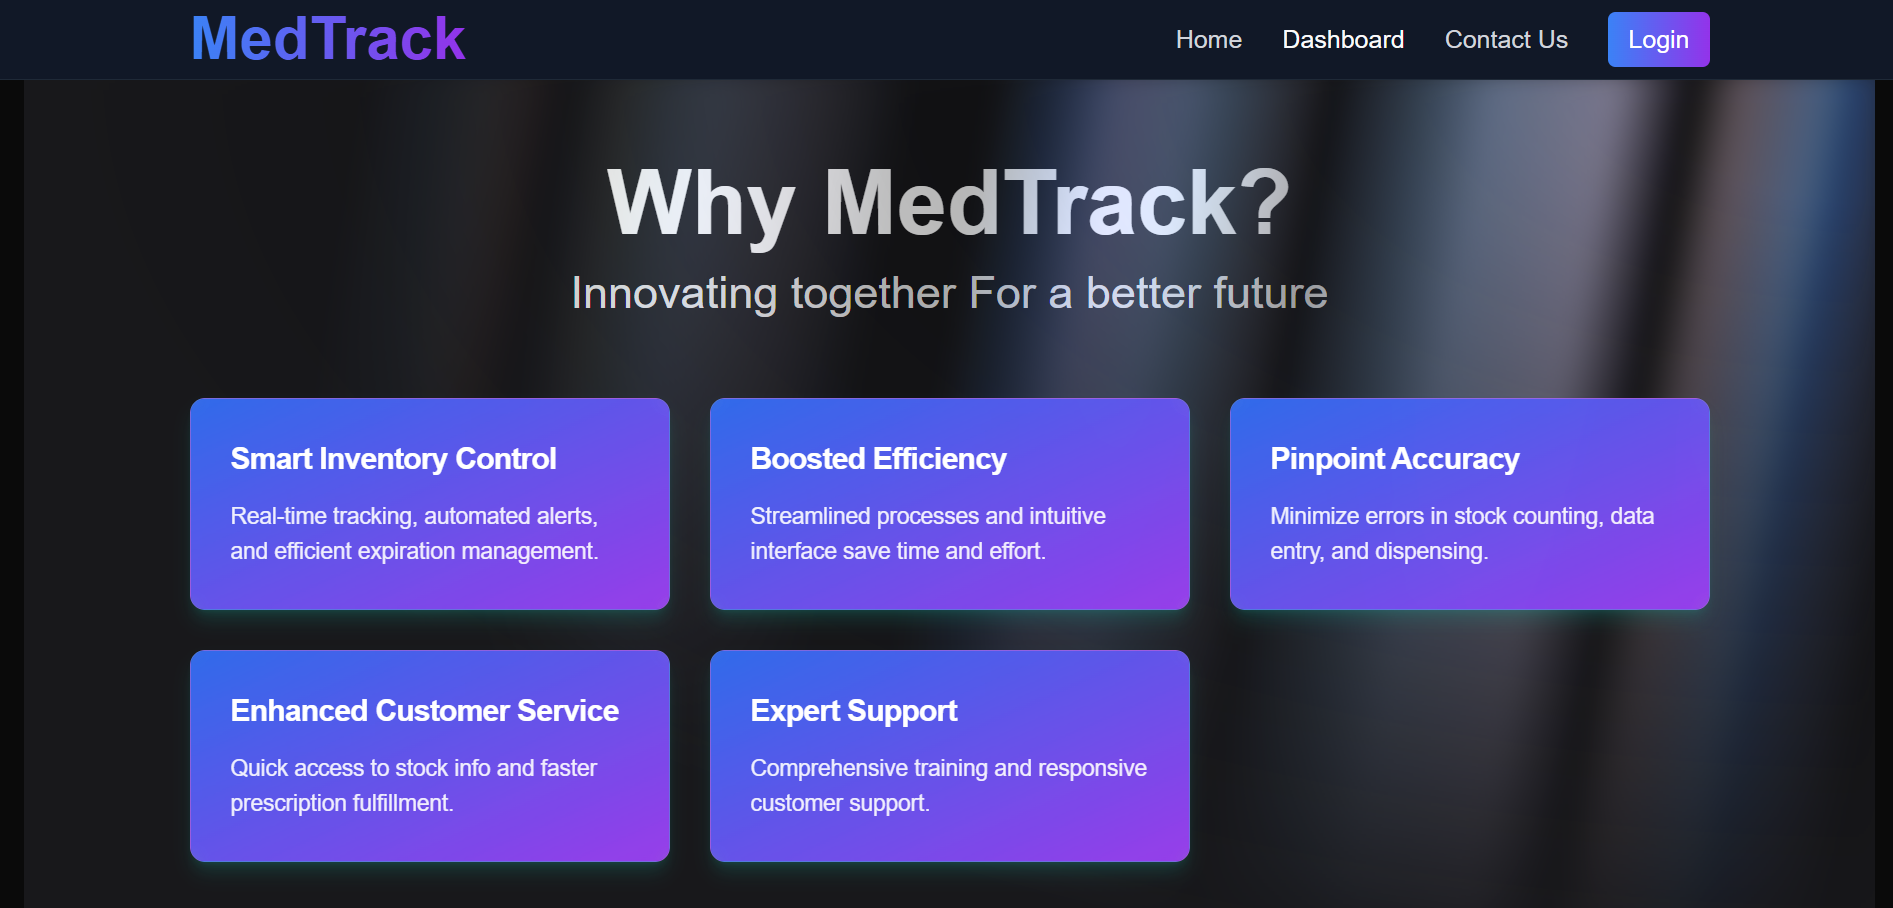 MedTrack
Home
Dashboard
Contact Us
Login
Why MedTrack?
Innovating together For a better future
Smart Inventory Control
Real-time tracking, automated alerts,
and efficient expiration management.
Boosted Efficiency
Streamlined processes and intuitive
interface save time and effort.
Pinpoint Accuracy
Minimize errors in stock counting, data
entry, and dispensing.
Enhanced Customer Service
Quick access to stock info and faster
prescription fulfillment.
Expert Support
Comprehensive training and responsive
customer support.